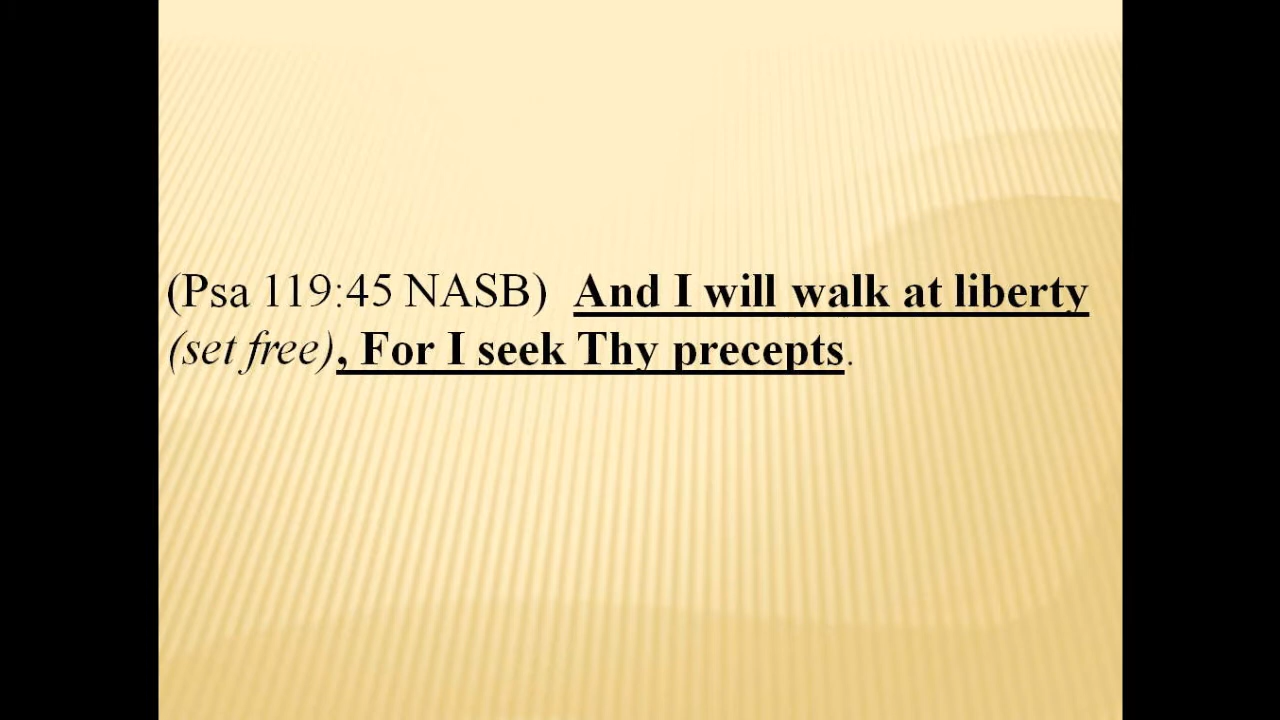 (Psa 119:45 NASB)  And I will walk at liberty
(set free), For I seek Thy precepts.